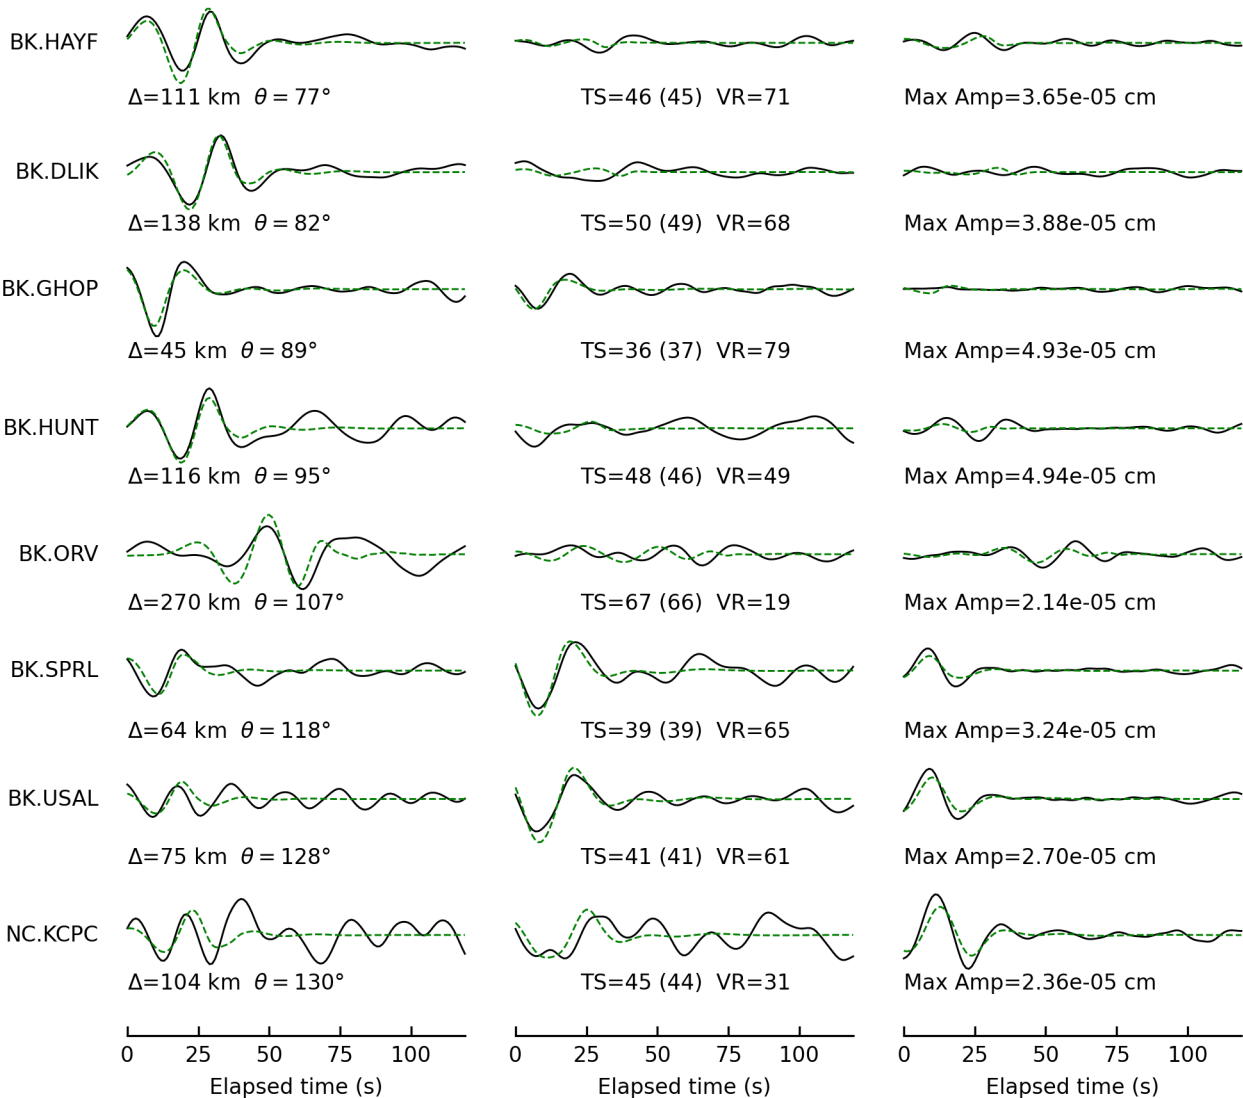 BK.HAYF
Δ=111 km θ = 77° TS=46 (45) VR=71 Max Amp=3.65e-05 cm
BK.DLIK
Δ=138 km θ = 82° TS=50 (49) VR=68 Max Amp=3.88e-05 cm
BK.GHOP
Δ=45 km θ = 89° TS=36 (37) VR=79 Max Amp=4.93e-05 cm
BK.HUNT
Δ=116 km θ = 95° TS=48 (46) VR=49 Max Amp=4.94e-05 cm
BK.ORV
Δ=270 km θ = 107° TS=67 (66) VR=19 Max Amp=2.14e-05 cm
BK.SPRL
Δ=64 km θ = 118° TS=39 (39) VR=65 Max Amp=3.24e-05 cm
BK.USAL
Δ=75 km θ = 128° TS=41 (41) VR=61 Max Amp=2.70e-05 cm
NC.KCPC
Δ=104 km θ = 130° TS=45 (44) VR=31 Max Amp=2.36e-05 cm
0 25 50 75 100 0 25 50 75 100 0 25 50 75 100
Elapsed time (s) Elapsed time (s) Elapsed time (s)